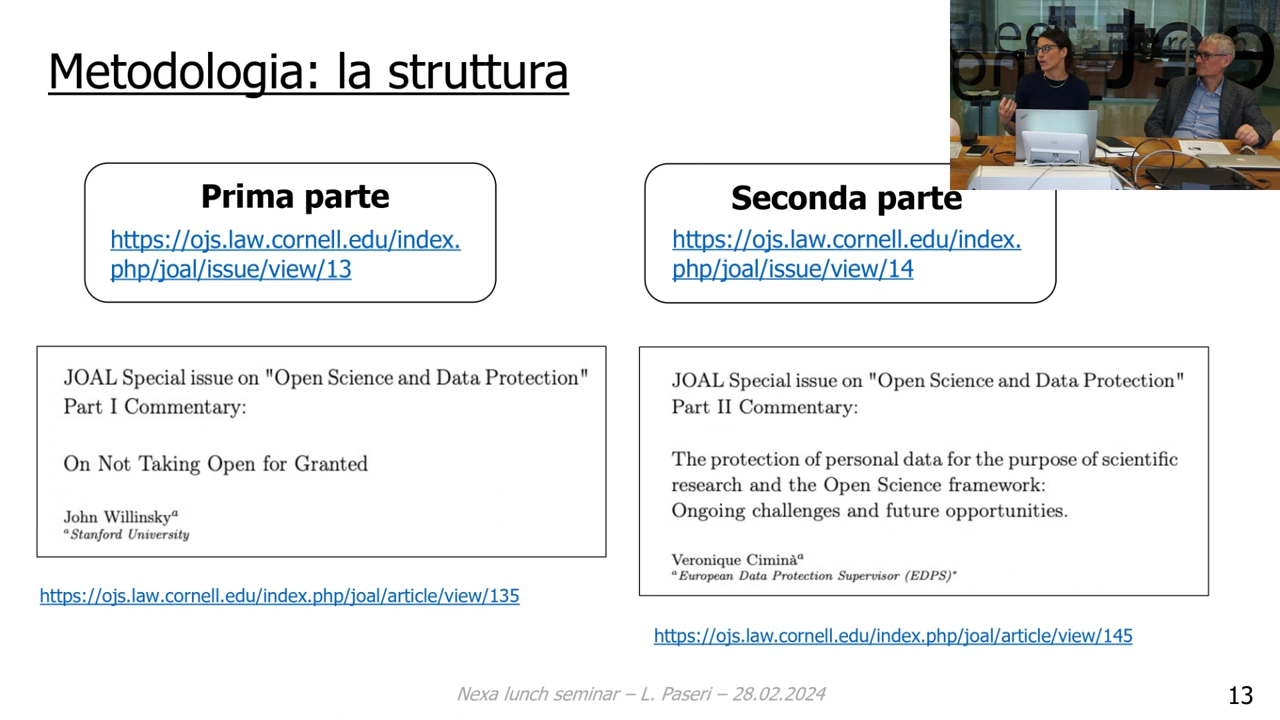 Metodologia: la struttura
Prima parte
https://ojs.law.cornell.edu/index.
php/joal/issue/view/13
Seconda parte
https://ojs.law.cornell.edu/index.
php/joal/issue/view/14
JOAL Special issue on "Open Science and Data Protection"
Part I Commentary:
On Not Taking Open for Granted
John Willinskyᵃ
ᵃStanford University
https://ojs.law.cornell.edu/index.php/joal/article/view/135
JOAL Special issue on "Open Science and Data Protection"
Part II Commentary:
The protection of personal data for the purpose of scientific
research and the Open Science framework:
Ongoing challenges and future opportunities.
Veronique Ciminàᵃ
ᵃEuropean Data Protection Supervisor (EDPS)*
https://ojs.law.cornell.edu/index.php/joal/article/view/145
Nexa lunch seminar – L. Paseri – 28.02.2024
13